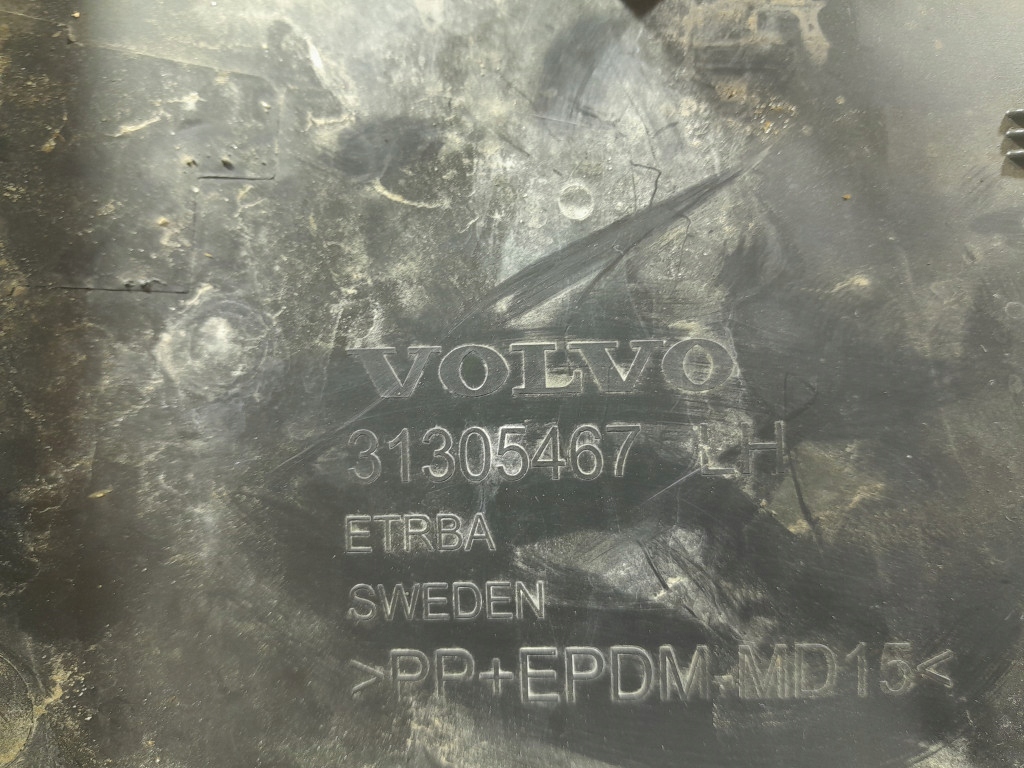 VOLVO
31305467 LH
ETRBA
SWEDEN
>PP+EPDM-MD15<